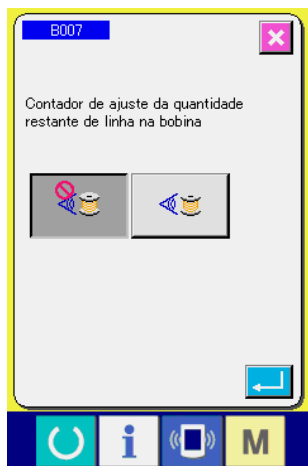 B007
Contador de ajuste da quantidade
restante de linha na bobina
i
M